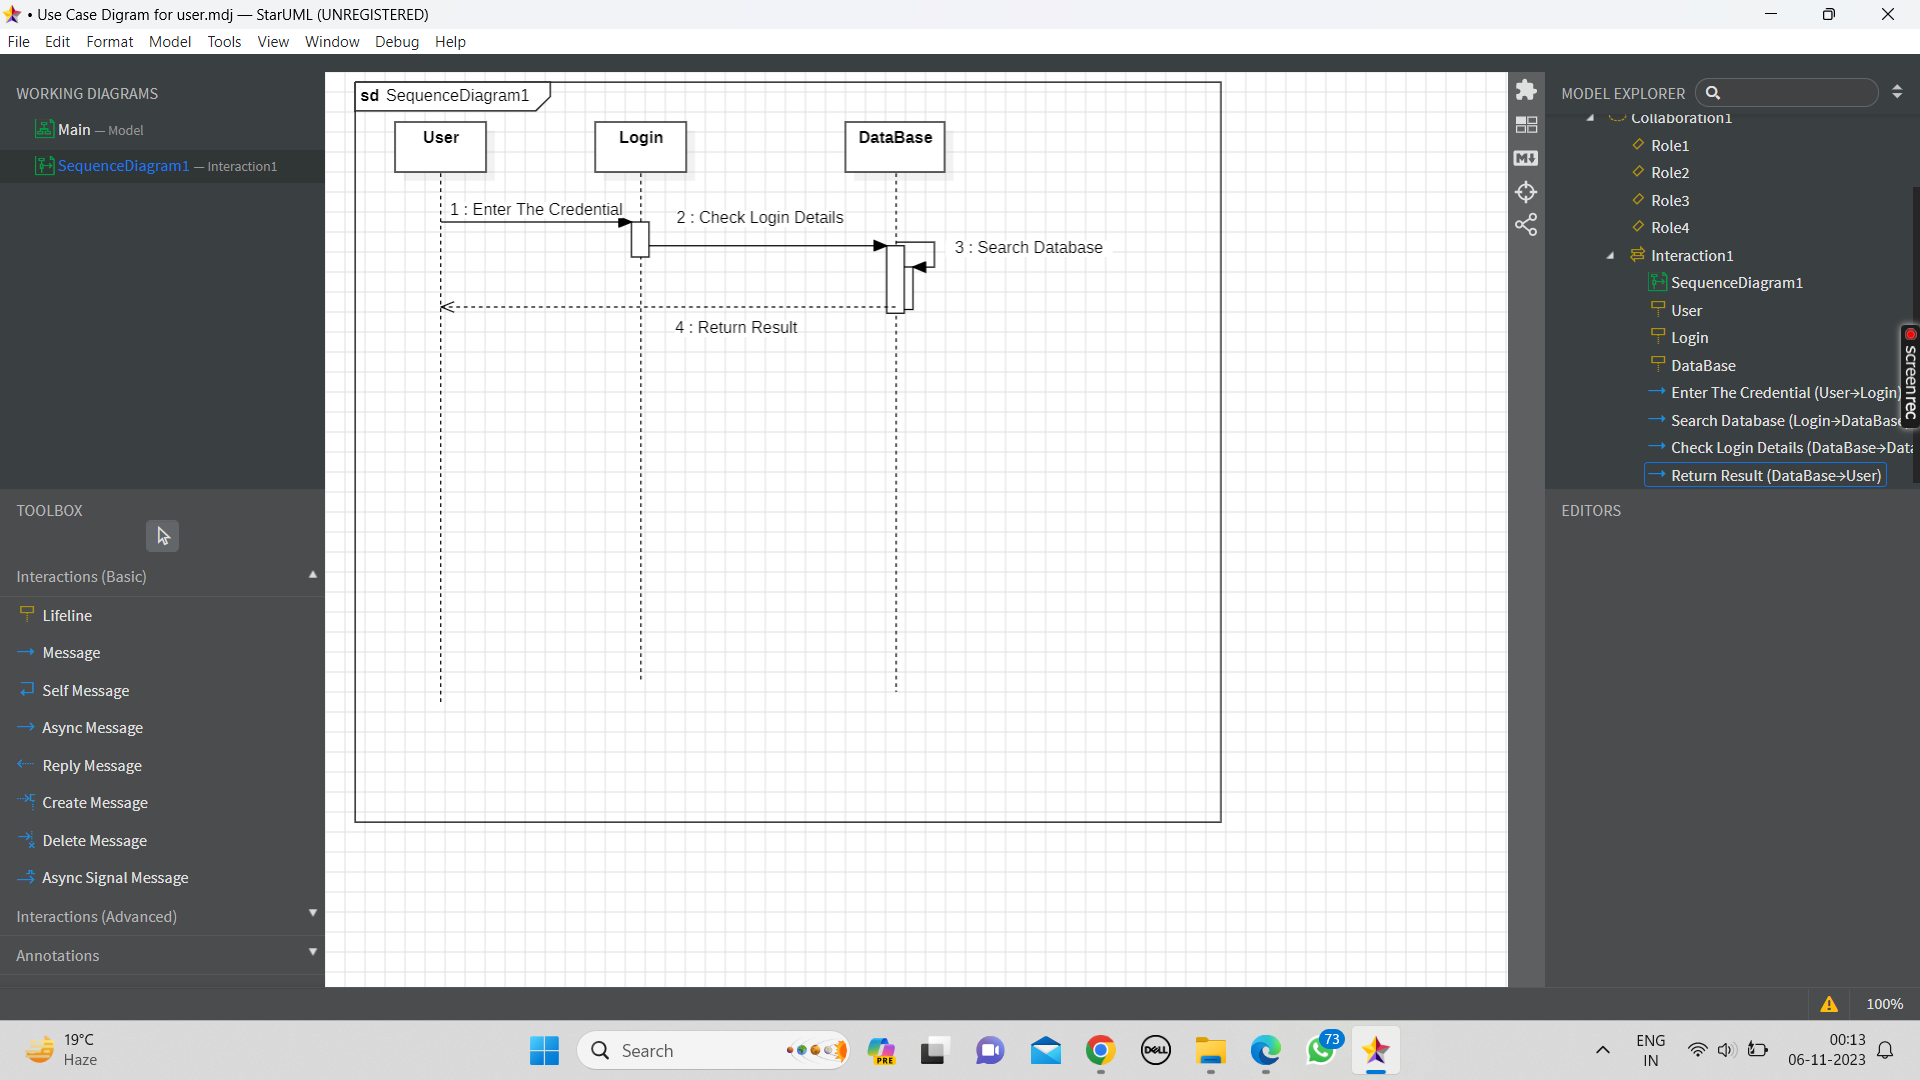 • Use Case Digram for user.mdj — StarUML (UNREGISTERED)
File Edit Format Model Tools View Window Debug Help
WORKING DIAGRAMS
Main — Model
SequenceDiagram1 — Interaction1
TOOLBOX
Interactions (Basic)
Lifeline
Message
Self Message
Async Message
Reply Message
Create Message
Delete Message
Async Signal Message
Interactions (Advanced)
Annotations
sd SequenceDiagram1
User
Login
DataBase
1 : Enter The Credential
2 : Check Login Details
3 : Search Database
4 : Return Result
MODEL EXPLORER
Collaboration1
Role1
Role2
Role3
Role4
Interaction1
SequenceDiagram1
User
Login
DataBase
Enter The Credential (User→Login)
Search Database (Login→DataBase
Check Login Details (DataBase→Data
Return Result (DataBase→User)
screenrec
EDITORS
100%
19°C
Haze
Search
PRE
DELL
73
ENG
IN
00:13
06-11-2023